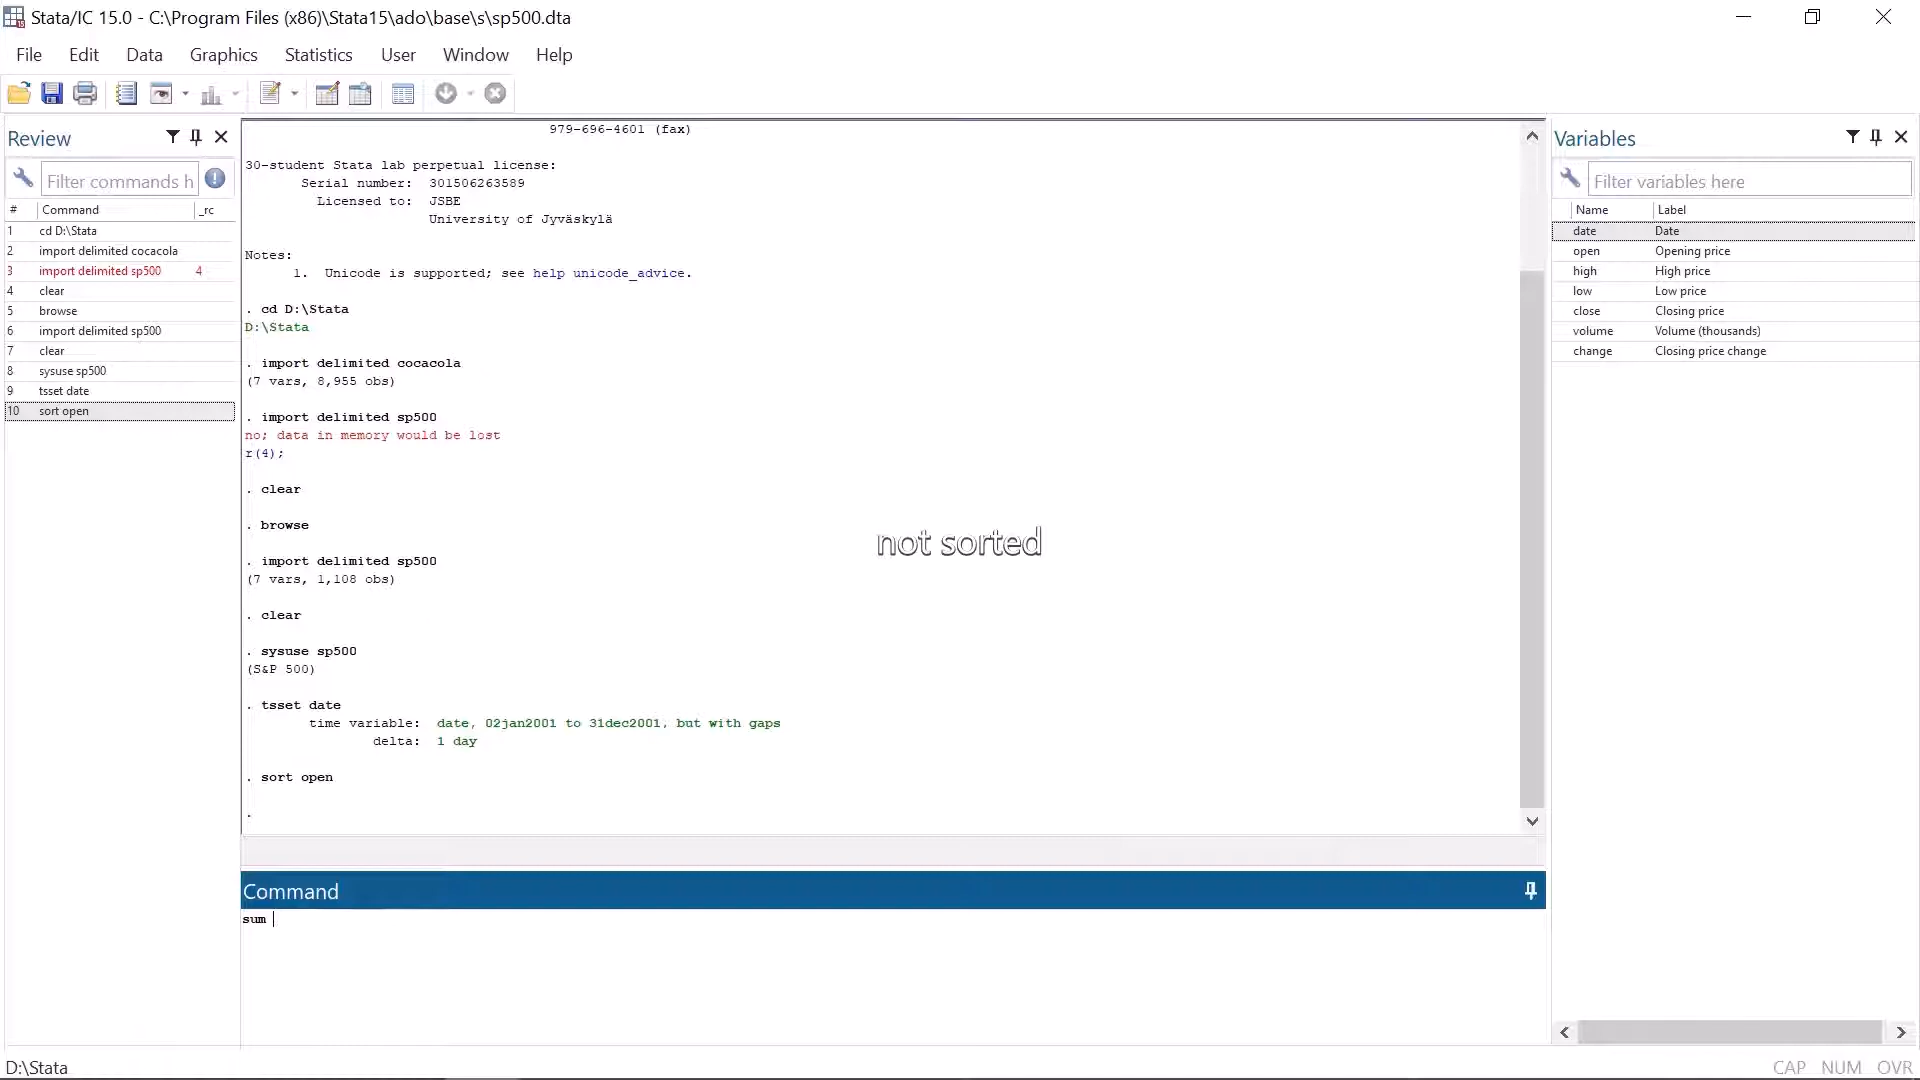 Stata/IC 15.0 - C:\Program Files (x86)\Stata15\ado\base\s\sp500.dta
File Edit Data Graphics Statistics User Window Help
Review
Filter commands h
# Command _rc
1 cd D:\Stata
2 import delimited cocacola
3 import delimited sp500 4
4 clear
5 browse
6 import delimited sp500
7 clear
8 sysuse sp500
9 tsset date
10 sort open
979-696-4601 (fax)
30-student Stata lab perpetual license:
Serial number: 301506263589
Licensed to: JSBE
University of Jyväskylä
Notes:
1. Unicode is supported; see help unicode_advice.
. cd D:\Stata
D:\Stata
. import delimited cocacola
(7 vars, 8,955 obs)
. import delimited sp500
no; data in memory would be lost
r(4);
. clear
. browse
. import delimited sp500
(7 vars, 1,108 obs)
. clear
. sysuse sp500
(S&P 500)
. tsset date
time variable: date, 02jan2001 to 31dec2001, but with gaps
delta: 1 day
. sort open
.
not sorted
Command
sum
Variables
Filter variables here
Name Label
date Date
open Opening price
high High price
low Low price
close Closing price
volume Volume (thousands)
change Closing price change
D:\Stata
CAP NUM OVR